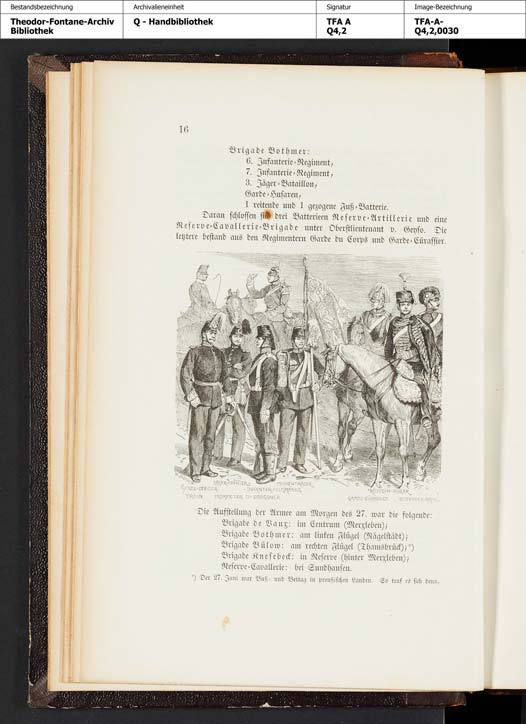 Bestandsbezeichnung
Archivalieneinheit
Signatur
Image-Bezeichnung
Theodor-Fontane-Archiv
Bibliothek
Q - Handbibliothek
TFA A
Q4,2
TFA-A-
Q4,2,0030
16
Brigade Bothmer:
6. Infanterie-Regiment,
7. Infanterie-Regiment,
3. Jäger-Bataillon,
Garde-Husaren,
1 reitende und 1 gezogene Fuß-Batterie.
Daran schlossen sich drei Batterieen Reserve-Artillerie und eine
Reserve-Cavallerie-Brigade unter Oberstlieutenant v. Geyso. Die
letztere bestand aus den Regimentern Garde du Corps und Garde-Cürassier.
Die Aufstellung der Armee am Morgen des 27. war die folgende:
Brigade de Vaux: im Centrum (Merxleben);
Brigade Bothmer: am linken Flügel (Nägelstädt);
Brigade Bülow: am rechten Flügel (Thamsbrück);*)
Brigade Knesebeck: in Reserve (hinter Merxleben);
Reserve-Cavallerie: bei Sundhausen.
*) Der 27. Juni war Buß- und Bettag in preußischen Landen. So traf es sich denn,